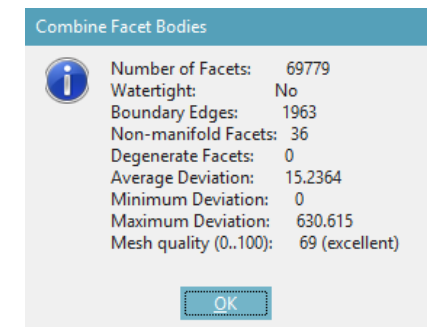 Combine Facet Bodies
Number of Facets: 69779
Watertight: No
Boundary Edges: 1963
Non-manifold Facets: 36
Degenerate Facets: 0
Average Deviation: 15.2364
Minimum Deviation: 0
Maximum Deviation: 630.615
Mesh quality (0..100): 69 (excellent)
OK